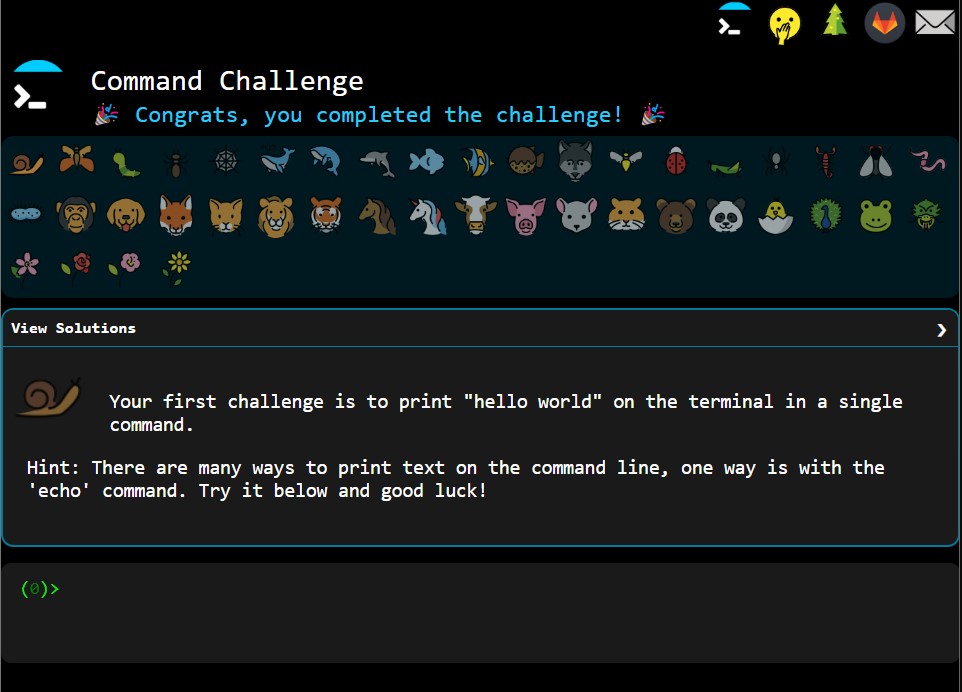 Command Challenge
🎉 Congrats, you completed the challenge! 🎉
View Solutions
Your first challenge is to print "hello world" on the terminal in a single
command.
Hint: There are many ways to print text on the command line, one way is with the
'echo' command. Try it below and good luck!
(0)>